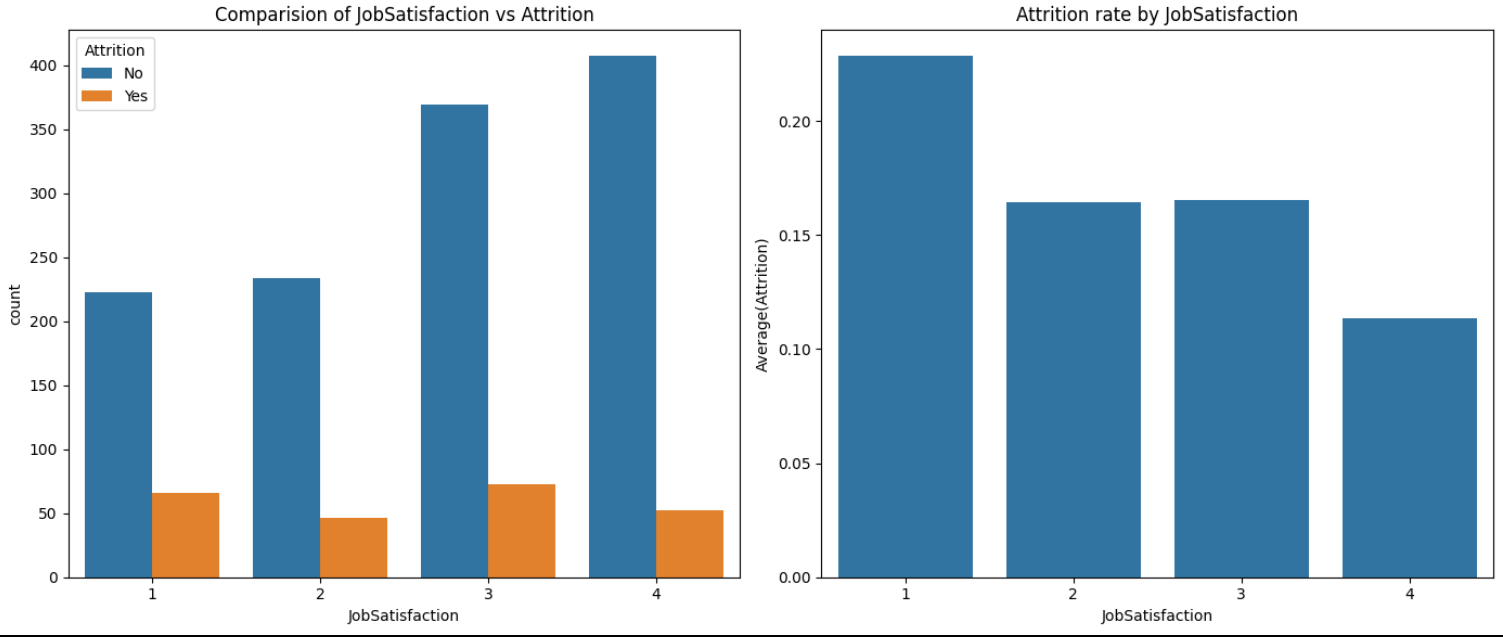 Comparision of JobSatisfaction vs Attrition
Attrition
No
Yes
400
350
300
250
200
150
100
50
0
count
1 2 3 4
JobSatisfaction
Attrition rate by JobSatisfaction
0.20
0.15
0.10
0.05
0.00
Average(Attrition)
1 2 3 4
JobSatisfaction